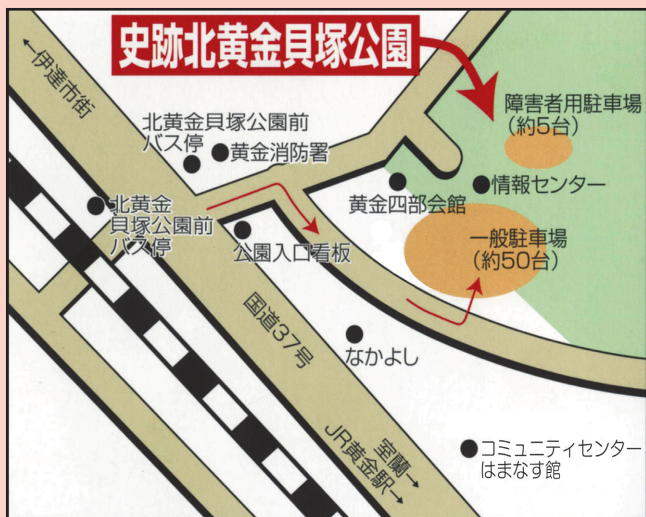 史跡北黄金貝塚公園
←伊達市街
北黄金貝塚公園前
バス停
黄金消防署
障害者用駐車場
(約5台)
北黄金
貝塚公園前
バス停
公園入口看板
黄金四部会館
情報センター
一般駐車場
(約50台)
国道37号
なかよし
室蘭→
JR黄金駅→
コミュニティセンター
はまなす館